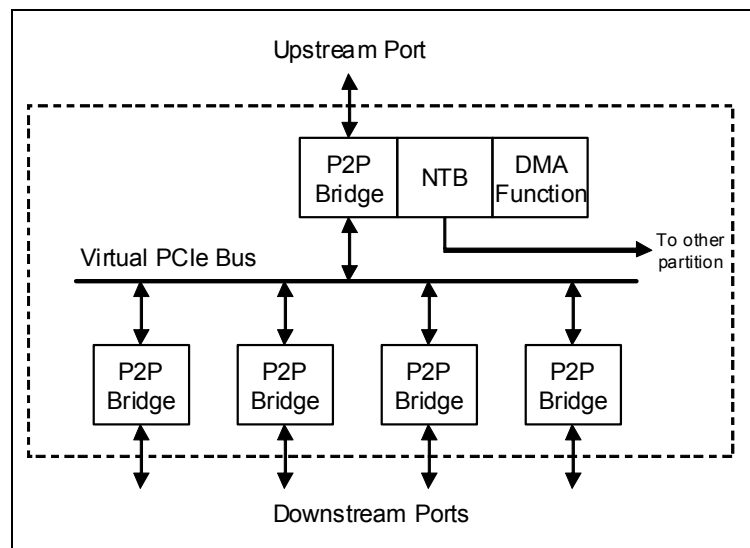 Upstream Port
P2P
Bridge
NTB
DMA
Function
To other
partition
Virtual PCIe Bus
P2P
Bridge
P2P
Bridge
P2P
Bridge
P2P
Bridge
Downstream Ports